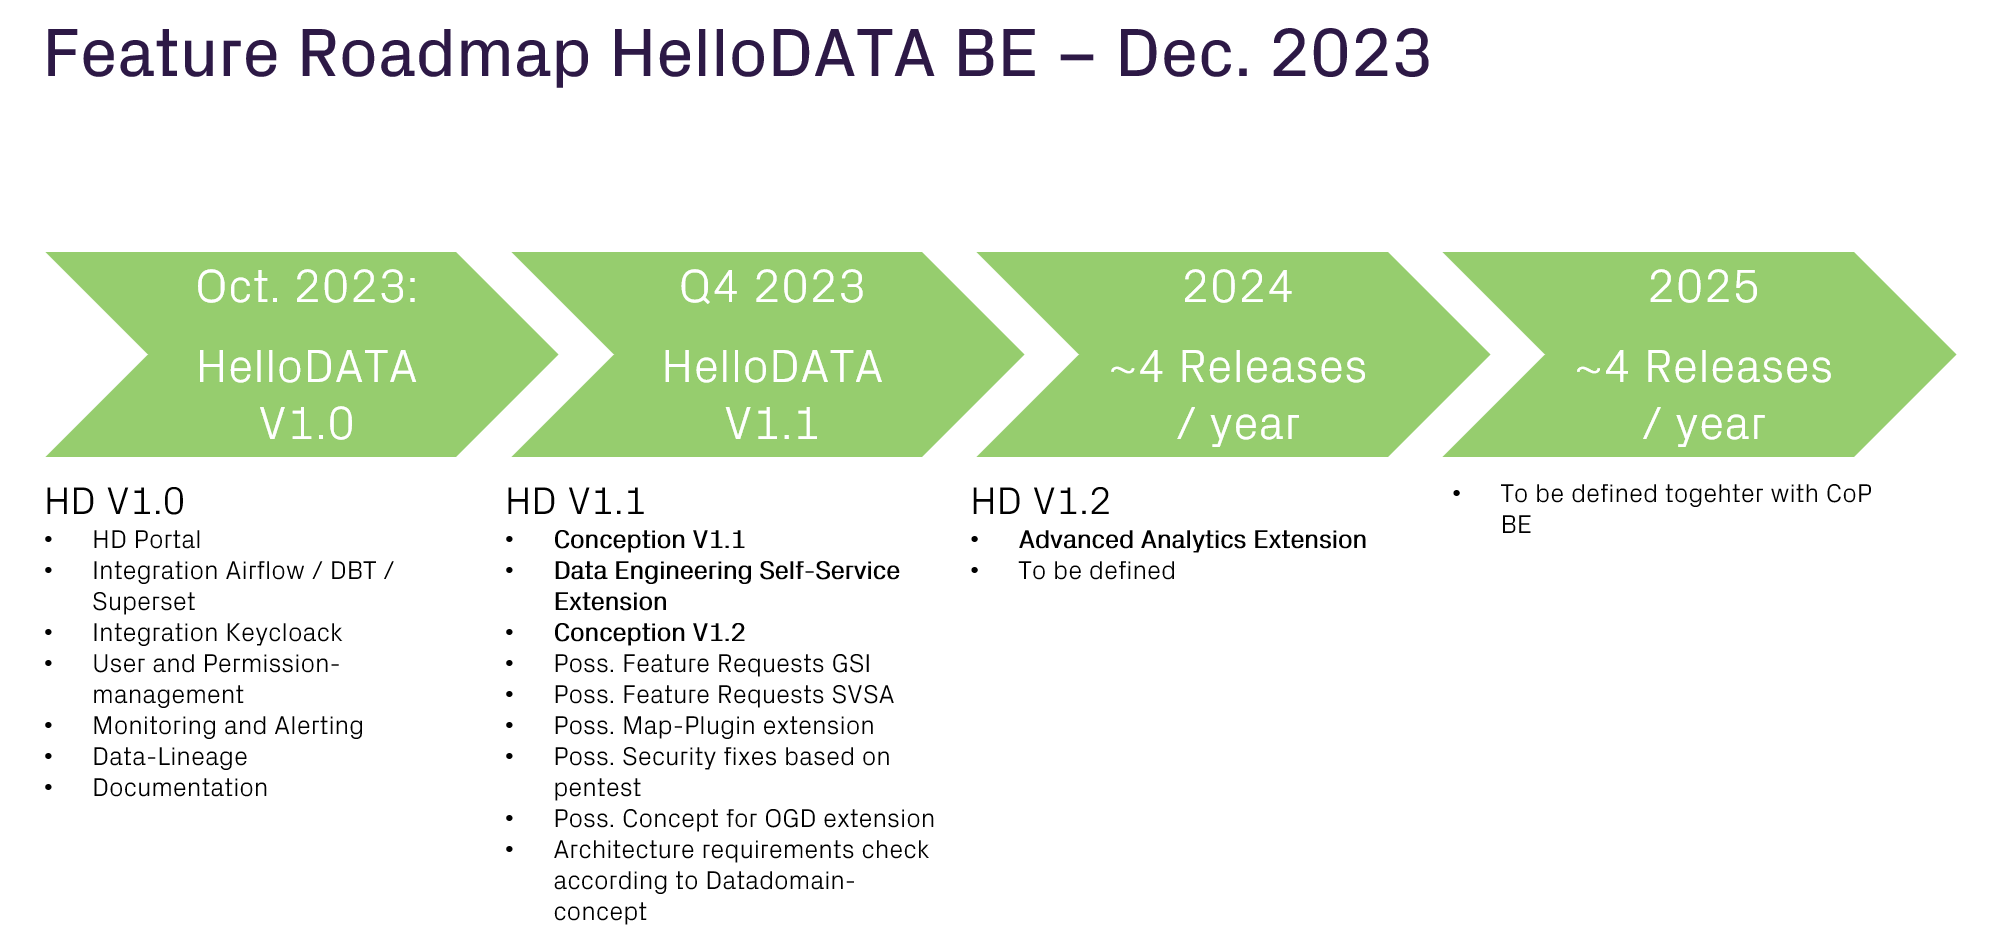 Feature Roadmap HelloDATA BE – Dec. 2023
Oct. 2023:
HelloDATA
V1.0
Q4 2023
HelloDATA
V1.1
2024
~4 Releases
/ year
2025
~4 Releases
/ year
HD V1.0
• HD Portal
• Integration Airflow / DBT /
Superset
• Integration Keycloack
• User and Permission-
management
• Monitoring and Alerting
• Data-Lineage
• Documentation
HD V1.1
• Conception V1.1
• Data Engineering Self-Service
Extension
• Conception V1.2
• Poss. Feature Requests GSI
• Poss. Feature Requests SVSA
• Poss. Map-Plugin extension
• Poss. Security fixes based on
pentest
• Poss. Concept for OGD extension
• Architecture requirements check
according to Datadomain-
concept
HD V1.2
• Advanced Analytics Extension
• To be defined
• To be defined togehter with CoP
BE